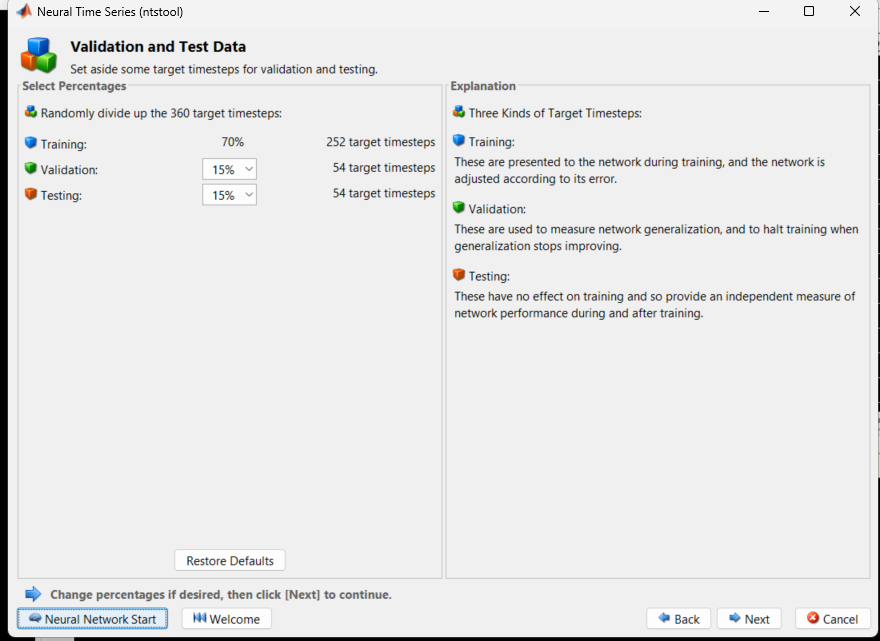 Neural Time Series (ntstool)
Validation and Test Data
Set aside some target timesteps for validation and testing.
Select Percentages
Randomly divide up the 360 target timesteps:
Training: 70% 252 target timesteps
Validation: 15% 54 target timesteps
Testing: 15% 54 target timesteps
Restore Defaults
Explanation
Three Kinds of Target Timesteps:
Training:
These are presented to the network during training, and the network is
adjusted according to its error.
Validation:
These are used to measure network generalization, and to halt training when
generalization stops improving.
Testing:
These have no effect on training and so provide an independent measure of
network performance during and after training.
Change percentages if desired, then click [Next] to continue.
Neural Network Start Welcome Back Next Cancel